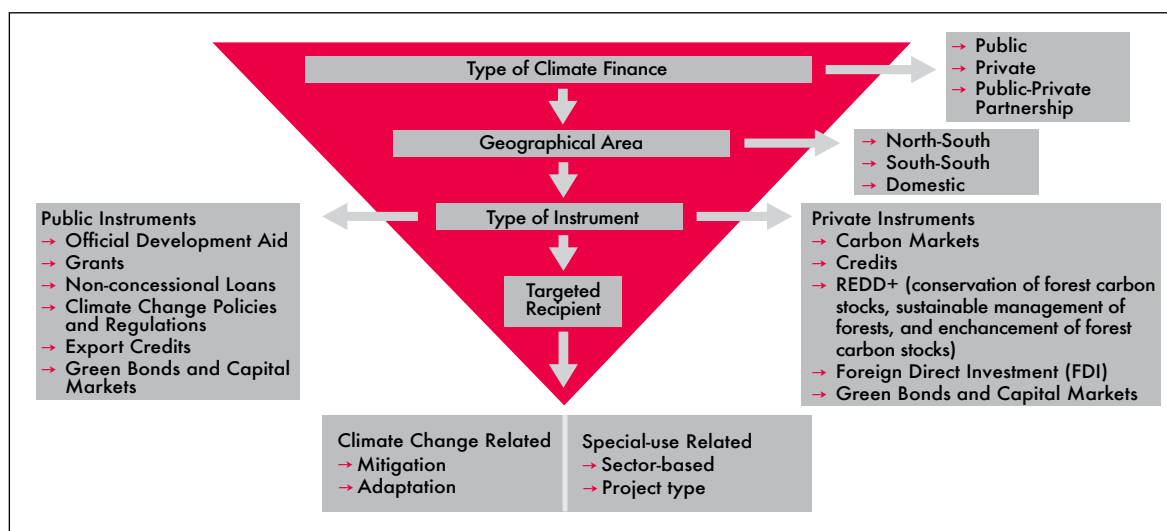 Type of Climate Finance
→ Public
→ Private
→ Public-Private
Partnership
Geographical Area
→ North-South
→ South-South
→ Domestic
Type of Instrument
Public Instruments
→ Official Development Aid
→ Grants
→ Non-concessional Loans
→ Climate Change Policies
and Regulations
→ Export Credits
→ Green Bonds and Capital
Markets
Private Instruments
→ Carbon Markets
→ Credits
→ REDD+ (conservation of forest carbon
stocks, sustainable management of
forests, and enchancement of forest
carbon stocks)
→ Foreign Direct Investment (FDI)
→ Green Bonds and Capital Markets
Targeted
Recipient
Climate Change Related
→ Mitigation
→ Adaptation
Special-use Related
→ Sector-based
→ Project type